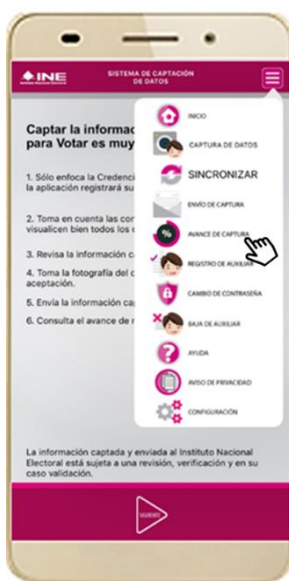 INE
SISTEMA DE CAPTACIÓN
DE DATOS
Captar la informac
para Votar es muy
1. Sólo enfoca la Credenci
la aplicación registrará su
2. Toma en cuenta las con
visualicen bien todos los
3. Revisa la información c
4. Toma la fotografía del c
aceptación.
5. Envía la información ca
6. Consulta el avance de r
INICIO
CAPTURA DE DATOS
SINCRONIZAR
ENVÍO DE CAPTURA
%
AVANCE DE CAPTURA
REGISTRO DE AUXILIAR
CAMBIO DE CONTRASEÑA
BAJA DE AUXILIAR
?
AYUDA
AVISO DE PRIVACIDAD
CONFIGURACIÓN
La información captada y enviada al Instituto Nacional
Electoral está sujeta a una revisión, verificación y en su
caso validación.